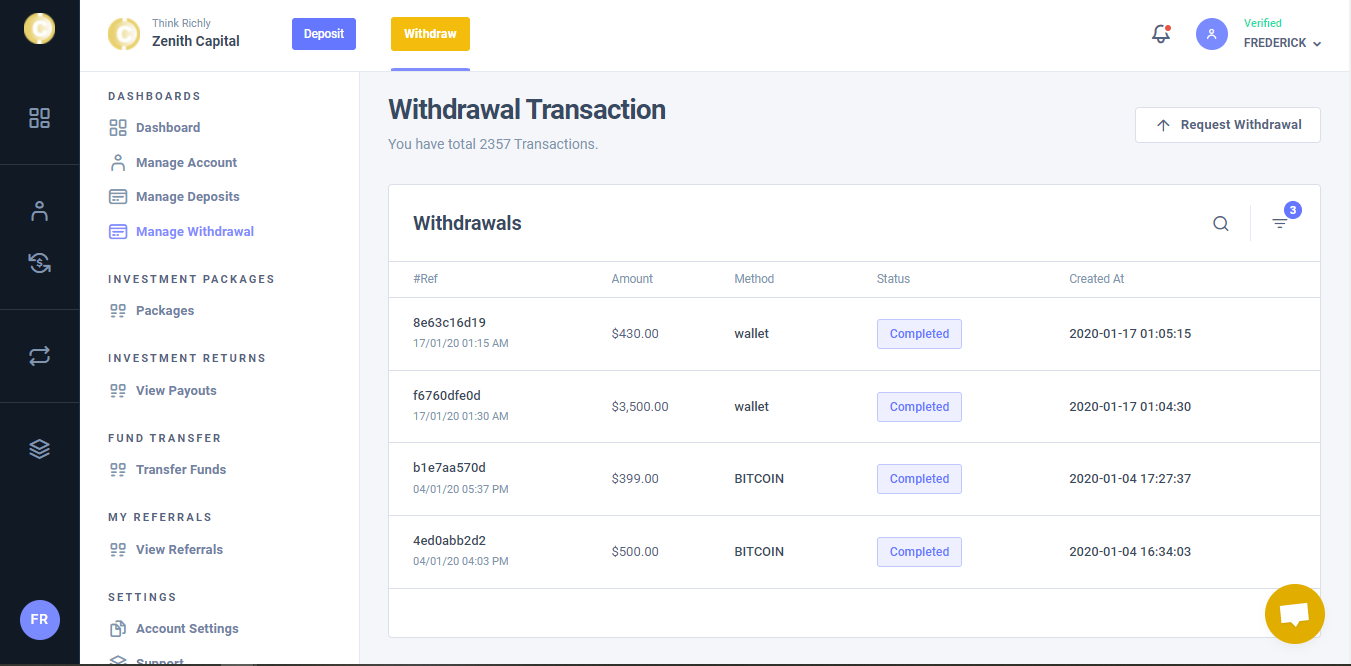 Think Richly
Zenith Capital
Deposit
Withdraw
Verified
FREDERICK
DASHBOARDS
Dashboard
Manage Account
Manage Deposits
Manage Withdrawal
INVESTMENT PACKAGES
Packages
INVESTMENT RETURNS
View Payouts
FUND TRANSFER
Transfer Funds
MY REFERRALS
View Referrals
SETTINGS
Account Settings
Support
FR
Withdrawal Transaction
You have total 2357 Transactions.
Request Withdrawal
Withdrawals
3
#Ref Amount Method Status Created At
8e63c16d19
17/01/20 01:15 AM
$430.00 wallet Completed 2020-01-17 01:05:15
f6760dfe0d
17/01/20 01:30 AM
$3,500.00 wallet Completed 2020-01-17 01:04:30
b1e7aa570d
04/01/20 05:37 PM
$399.00 BITCOIN Completed 2020-01-04 17:27:37
4ed0abb2d2
04/01/20 04:03 PM
$500.00 BITCOIN Completed 2020-01-04 16:34:03